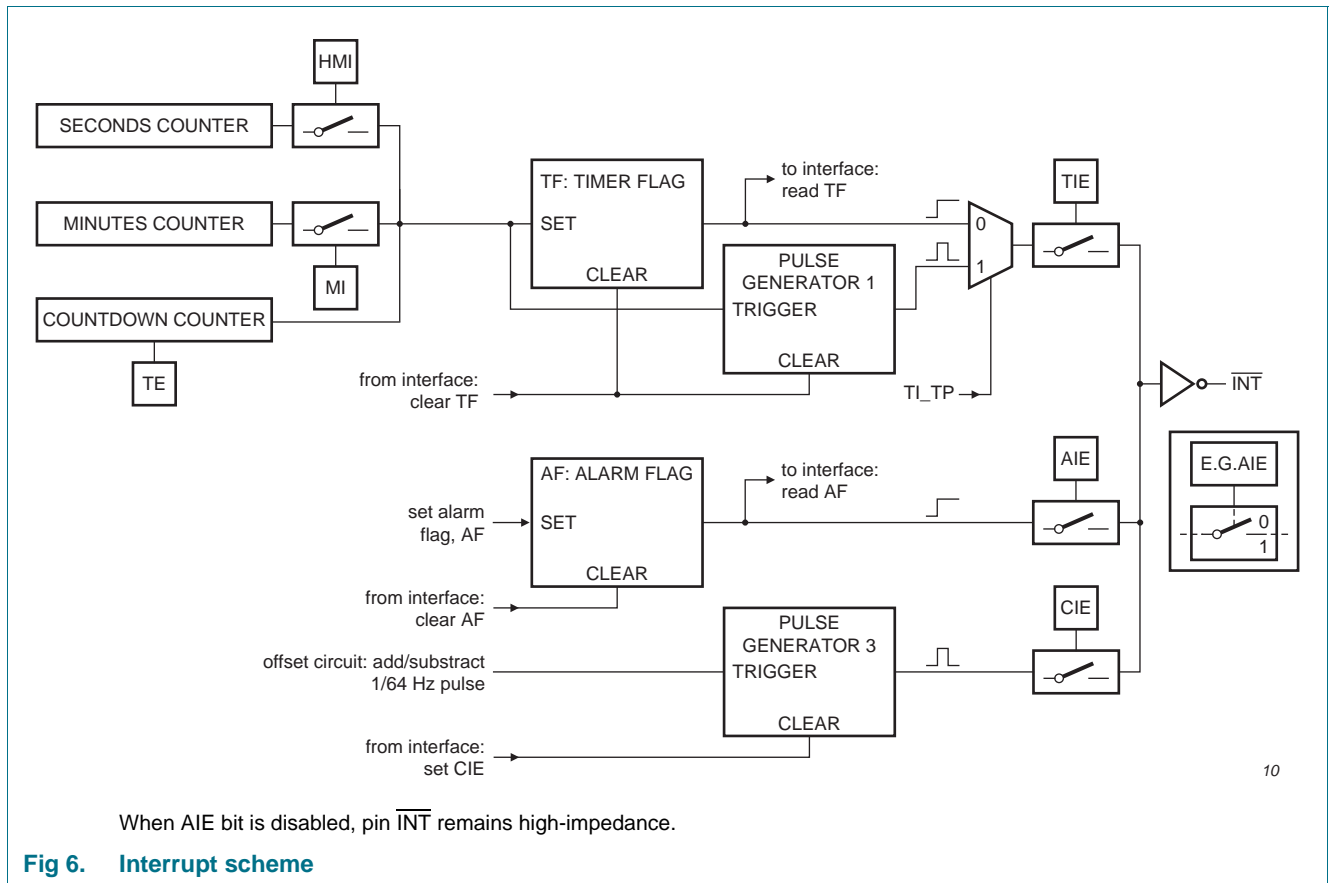 HMI
SECONDS COUNTER
MINUTES COUNTER
MI
COUNTDOWN COUNTER
TE
TF: TIMER FLAG
SET
CLEAR
to interface:
read TF
PULSE
GENERATOR 1
TRIGGER
CLEAR
from interface:
clear TF
0
1
TI_TP
TIE
INT
AF: ALARM FLAG
SET
CLEAR
set alarm
flag, AF
to interface:
read AF
from interface:
clear AF
AIE
E.G.AIE
0
1
offset circuit: add/substract
1/64 Hz pulse
PULSE
GENERATOR 3
TRIGGER
CLEAR
from interface:
set CIE
CIE
10
When AIE bit is disabled, pin INT remains high-impedance.
Fig 6. Interrupt scheme